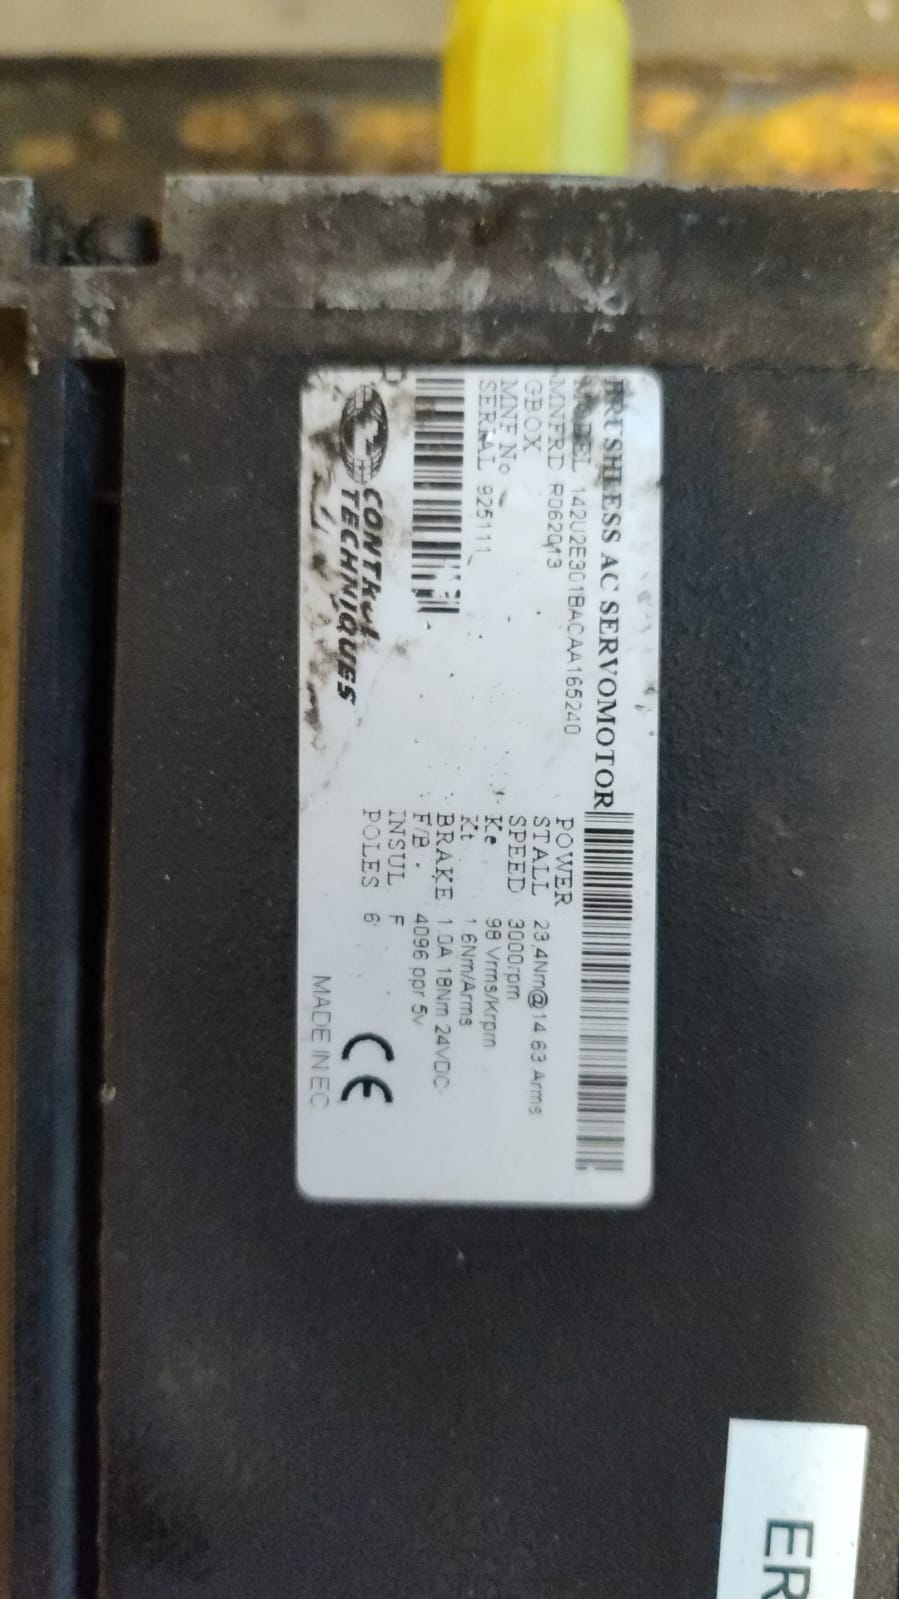 BRUSHLESS AC SERVOMOTOR
MODEL 142U2E301BACAA165240
MNFRD R062013
GBOX
MNF No
SERIAL 925111
CONTROL
TECHNIQUES
POWER
STALL 23.4Nm@14.63 Arms
SPEED 3000rpm
Ke 98 Vrms/Krpm
Kt 1.6Nm/Arms
BRAKE 1.0A 18Nm 24VDC
F/B 4096 ppr 5v
INSUL F
POLES 6
CE
MADE IN EC
ER